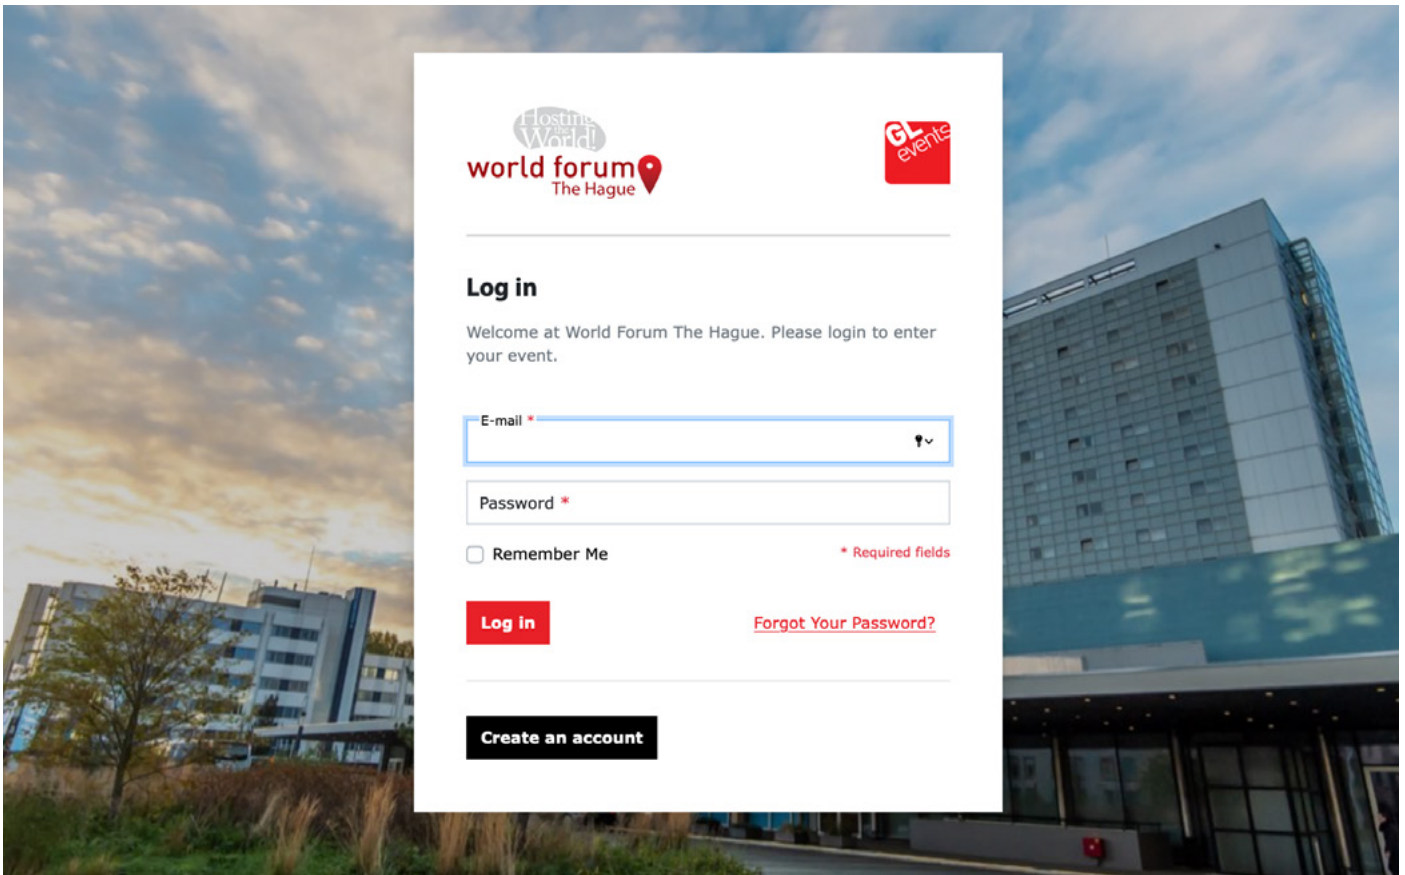 Hosting
the
World!
world forum
The Hague
GL
events
Log in
Welcome at World Forum The Hague. Please login to enter
your event.
E-mail *
Password *
Remember Me
* Required fields
Log in
Forgot Your Password?
Create an account